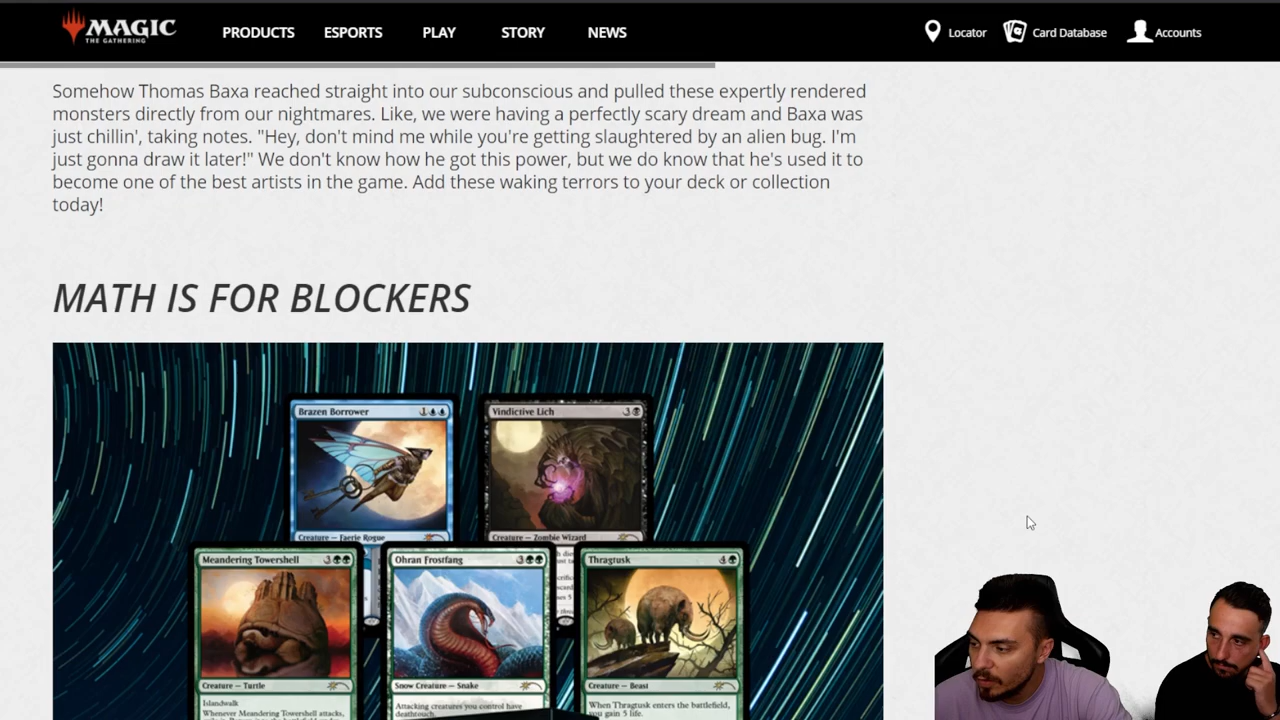 MAGIC
THE GATHERING
PRODUCTS
ESPORTS
PLAY
STORY
NEWS
Locator
Card Database
Accounts
Somehow Thomas Baxa reached straight into our subconscious and pulled these expertly rendered
monsters directly from our nightmares. Like, we were having a perfectly scary dream and Baxa was
just chillin', taking notes. "Hey, don't mind me while you're getting slaughtered by an alien bug. I'm
just gonna draw it later!" We don't know how he got this power, but we do know that he's used it to
become one of the best artists in the game. Add these waking terrors to your deck or collection
today!
MATH IS FOR BLOCKERS
Brazen Borrower 1
Creature — Faerie Rogue
Vindictive Lich 3
Creature — Zombie Wizard
Meandering Towershell 3
Creature — Turtle
Islandwalk
Whenever Meandering Towershell attacks,
Ohran Frostfang 3
Snow Creature — Snake
Attacking creatures you control have
deathtouch.
Thragtusk 4
Creature — Beast
When Thragtusk enters the battlefield,
you gain 5 life.